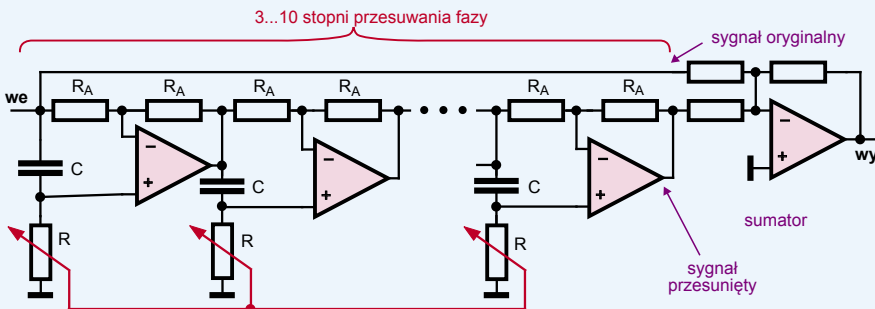 3...10 stopni przesuwania fazy
sygnał oryginalny
we
RA
RA
RA
RA
RA
RA
C
C
C
R
R
R
wy
sumator
sygnał
przesunięty